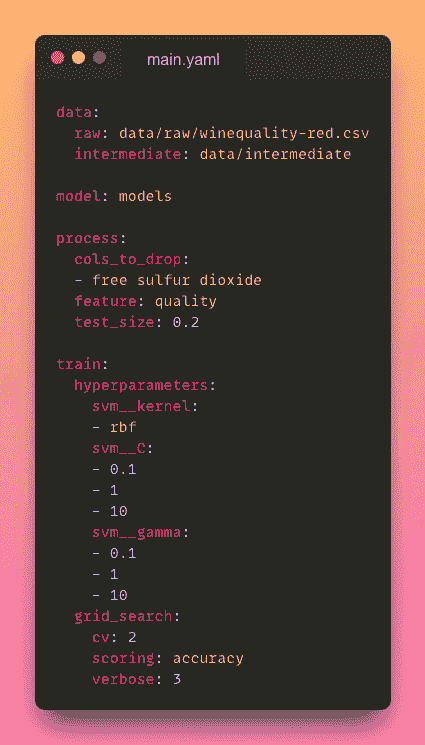 main.yaml
data:
  raw: data/raw/winequality-red.csv
  intermediate: data/intermediate
model: models
process:
  cols_to_drop:
  - free sulfur dioxide
  feature: quality
  test_size: 0.2
train:
  hyperparameters:
    svm__kernel:
    - rbf
    svm__C:
    - 0.1
    - 1
    - 10
    svm__gamma:
    - 0.1
    - 1
    - 10
  grid_search:
    cv: 2
    scoring: accuracy
    verbose: 3